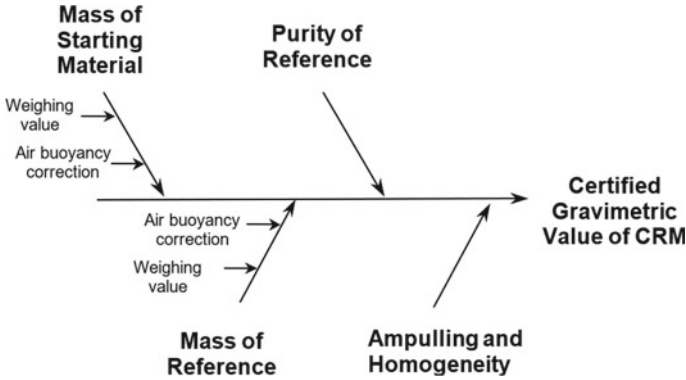 Mass of
Starting
Material
Purity of
Reference
Weighing
value
Air buoyancy
correction
Certified
Gravimetric
Value of CRM
Air buoyancy
correction
Weighing
value
Mass of
Reference
Ampulling and
Homogeneity